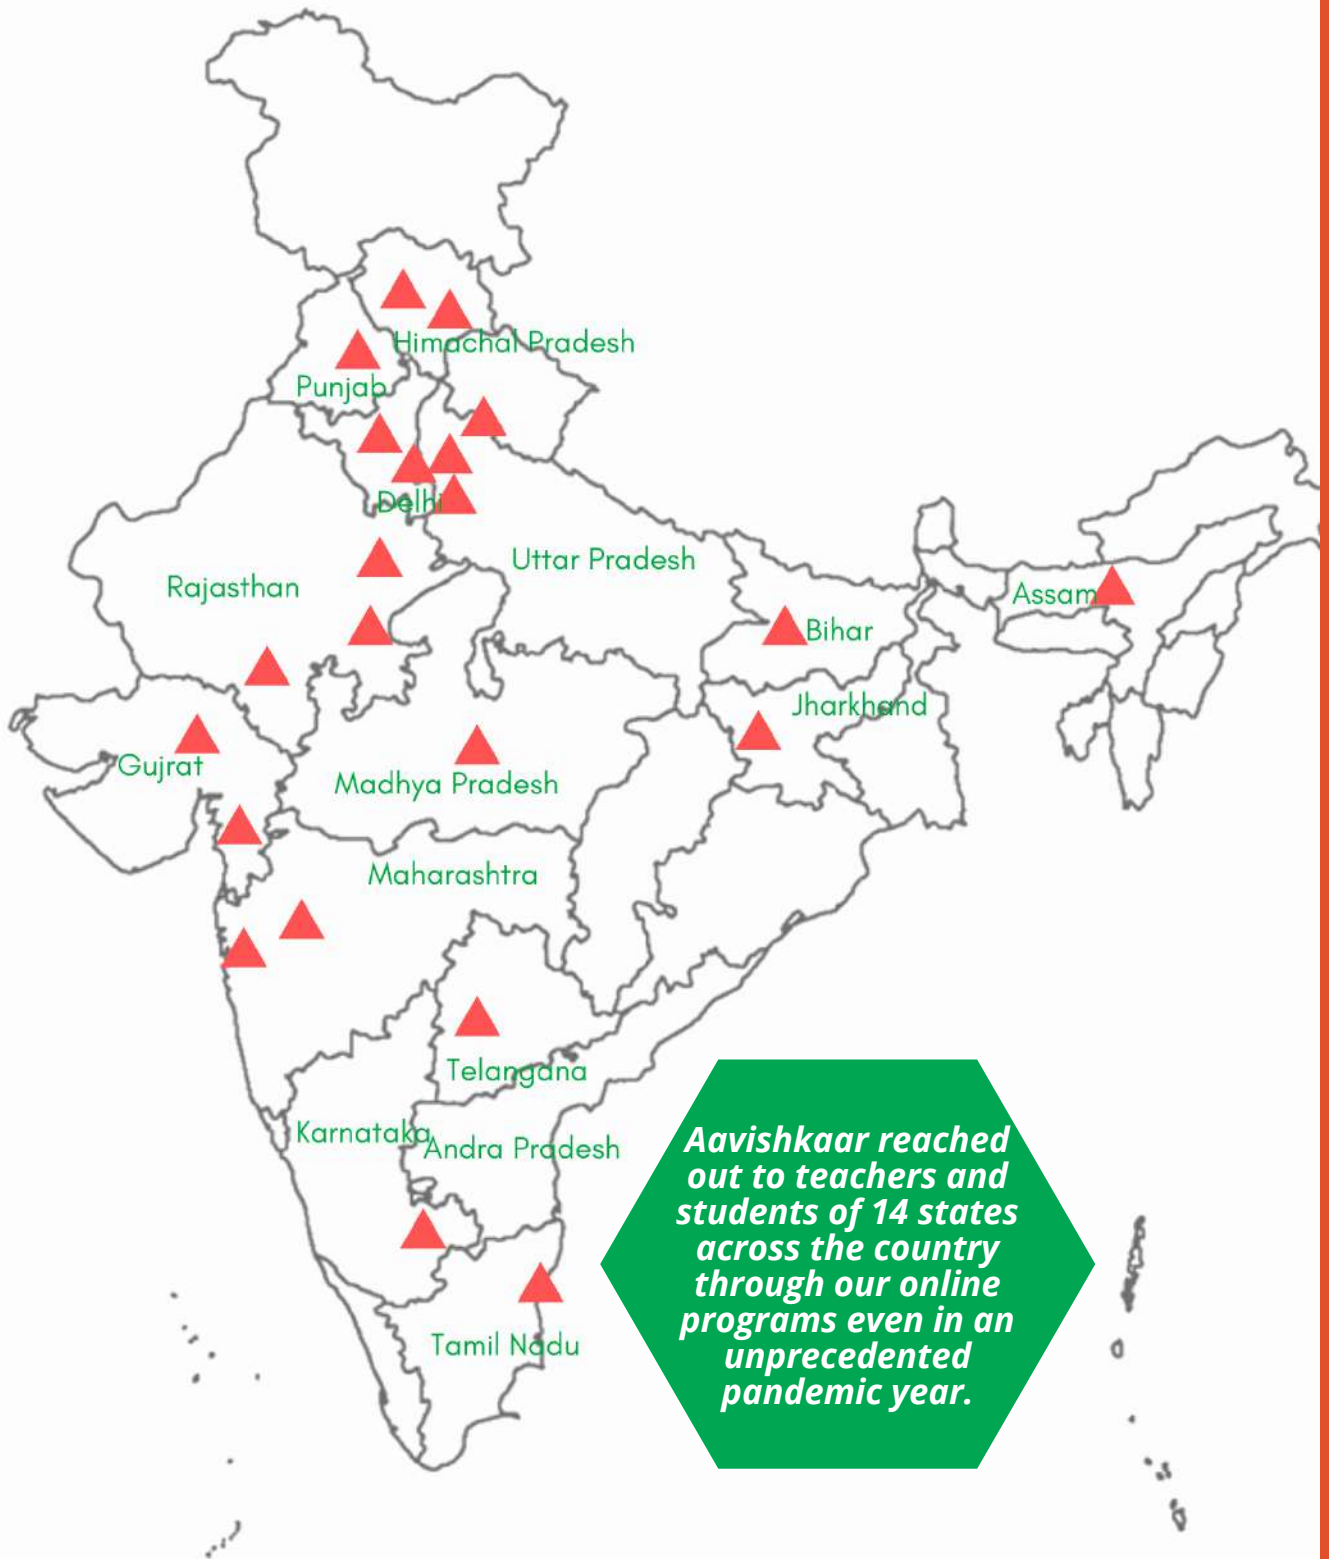 Himachal Pradesh
Punjab
Delhi
Uttar Pradesh
Rajasthan
Assam
Bihar
Jharkhand
Gujrat
Madhya Pradesh
Maharashtra
Telangana
Karnataka
Andra Pradesh
Tamil Nadu
Aavishkaar reached
out to teachers and
students of 14 states
across the country
through our online
programs even in an
unprecedented
pandemic year.